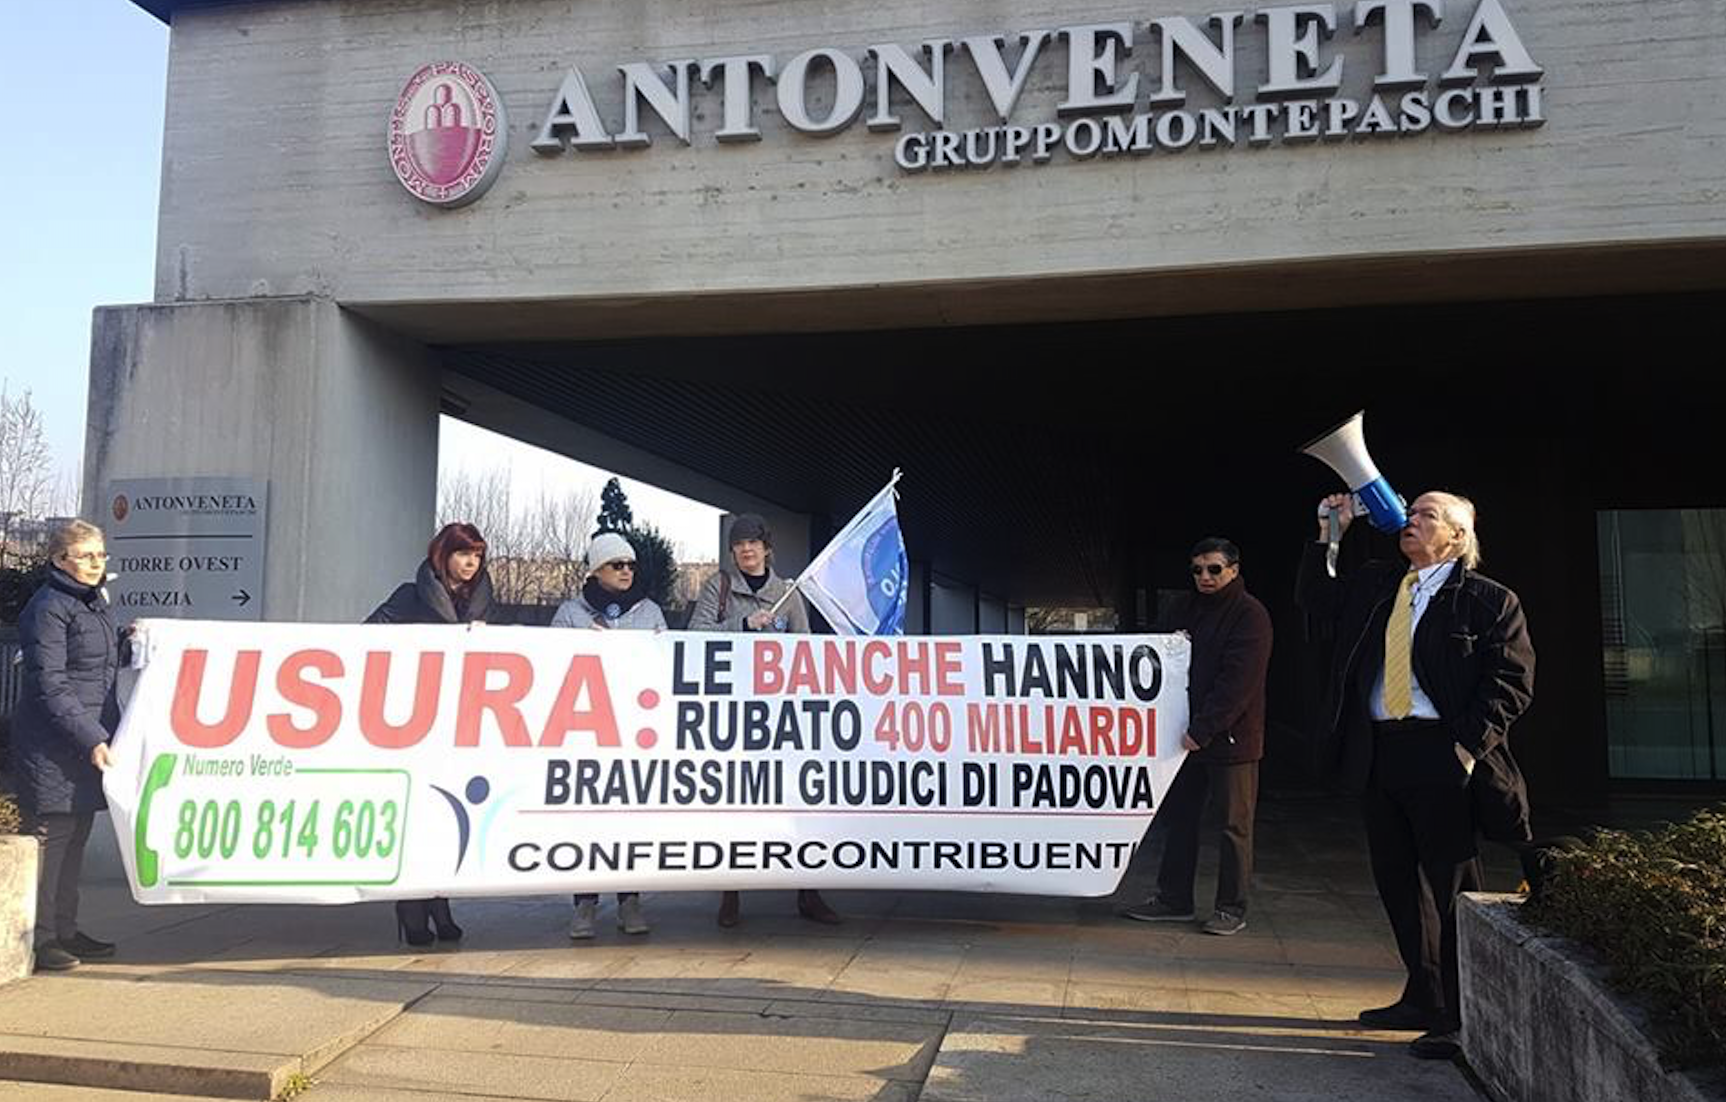 ANTONVENETA
GRUPPOMONTEPASCHI
ANTONVENETA
GRUPPOMONTEPASCHI
TORRE OVEST
AGENZIA →
USURA: LE BANCHE HANNO
RUBATO 400 MILIARDI
BRAVISSIMI GIUDICI DI PADOVA
Numero Verde
800 814 603
CONFEDERCONTRIBUENTI